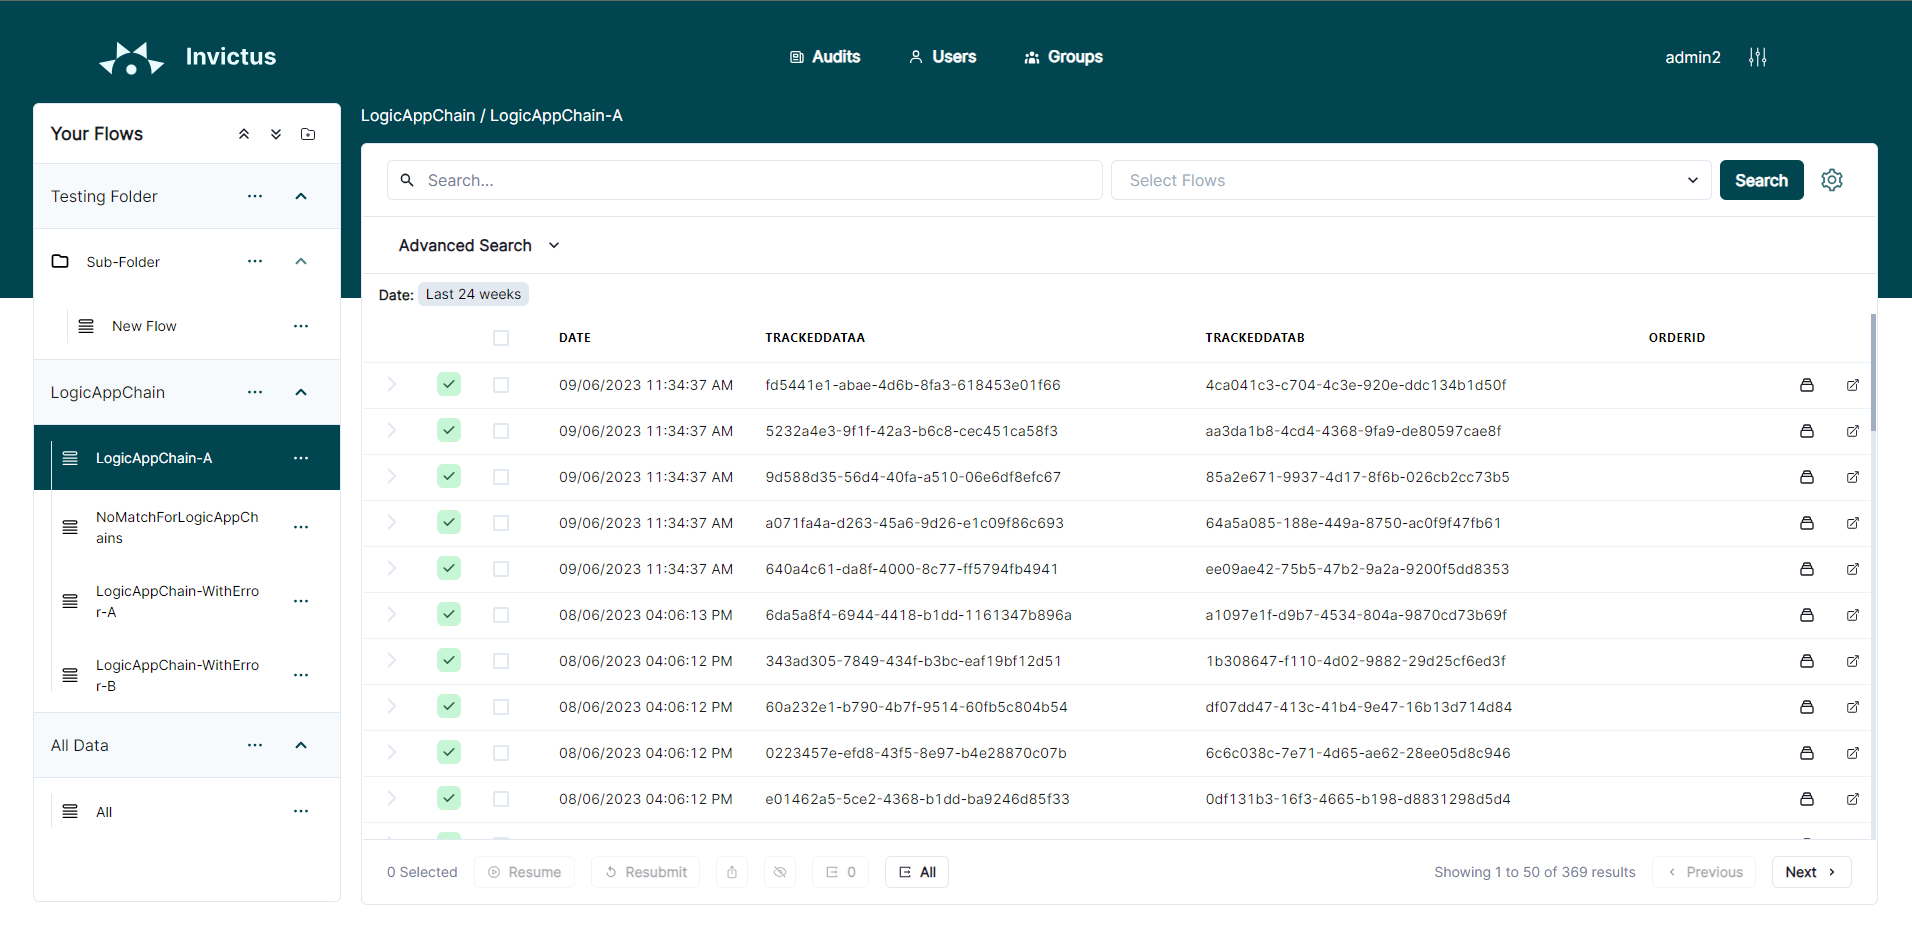 Invictus
Audits
Users
Groups
admin2
Your Flows
Testing Folder
Sub-Folder
New Flow
LogicAppChain
LogicAppChain-A
NoMatchForLogicAppCh
ains
LogicAppChain-WithErro
r-A
LogicAppChain-WithErro
r-B
All Data
All
LogicAppChain / LogicAppChain-A
Search...
Select Flows
Search
Advanced Search
Date: Last 24 weeks
DATE TRACKEDDATAA TRACKEDDATAB ORDERID
09/06/2023 11:34:37 AM fd5441e1-abae-4d6b-8fa3-618453e01f66 4ca041c3-c704-4c3e-920e-ddc134b1d50f
09/06/2023 11:34:37 AM 5232a4e3-9f1f-42a3-b6c8-cec451ca58f3 aa3da1b8-4cd4-4368-9fa9-de80597cae8f
09/06/2023 11:34:37 AM 9d588d35-56d4-40fa-a510-06e6df8efc67 85a2e671-9937-4d17-8f6b-026cb2cc73b5
09/06/2023 11:34:37 AM a071fa4a-d263-45a6-9d26-e1c09f86c693 64a5a085-188e-449a-8750-ac0f9f47fb61
09/06/2023 11:34:37 AM 640a4c61-da8f-4000-8c77-ff5794fb4941 ee09ae42-75b5-47b2-9a2a-9200f5dd8353
08/06/2023 04:06:13 PM 6da5a8f4-6944-4418-b1dd-1161347b896a a1097e1f-d9b7-4534-804a-9870cd73b69f
08/06/2023 04:06:12 PM 343ad305-7849-434f-b3bc-eaf19bf12d51 1b308647-f110-4d02-9882-29d25cf6ed3f
08/06/2023 04:06:12 PM 60a232e1-b790-4b7f-9514-60fb5c804b54 df07dd47-413c-41b4-9e47-16b13d714d84
08/06/2023 04:06:12 PM 0223457e-efd8-43f5-8e97-b4e28870c07b 6c6c038c-7e71-4d65-ae62-28ee05d8c946
08/06/2023 04:06:12 PM e01462a5-5ce2-4368-b1dd-ba9246d85f33 0df131b3-16f3-4665-b198-d8831298d5d4
0 Selected Resume Resubmit 0 All Showing 1 to 50 of 369 results Previous Next